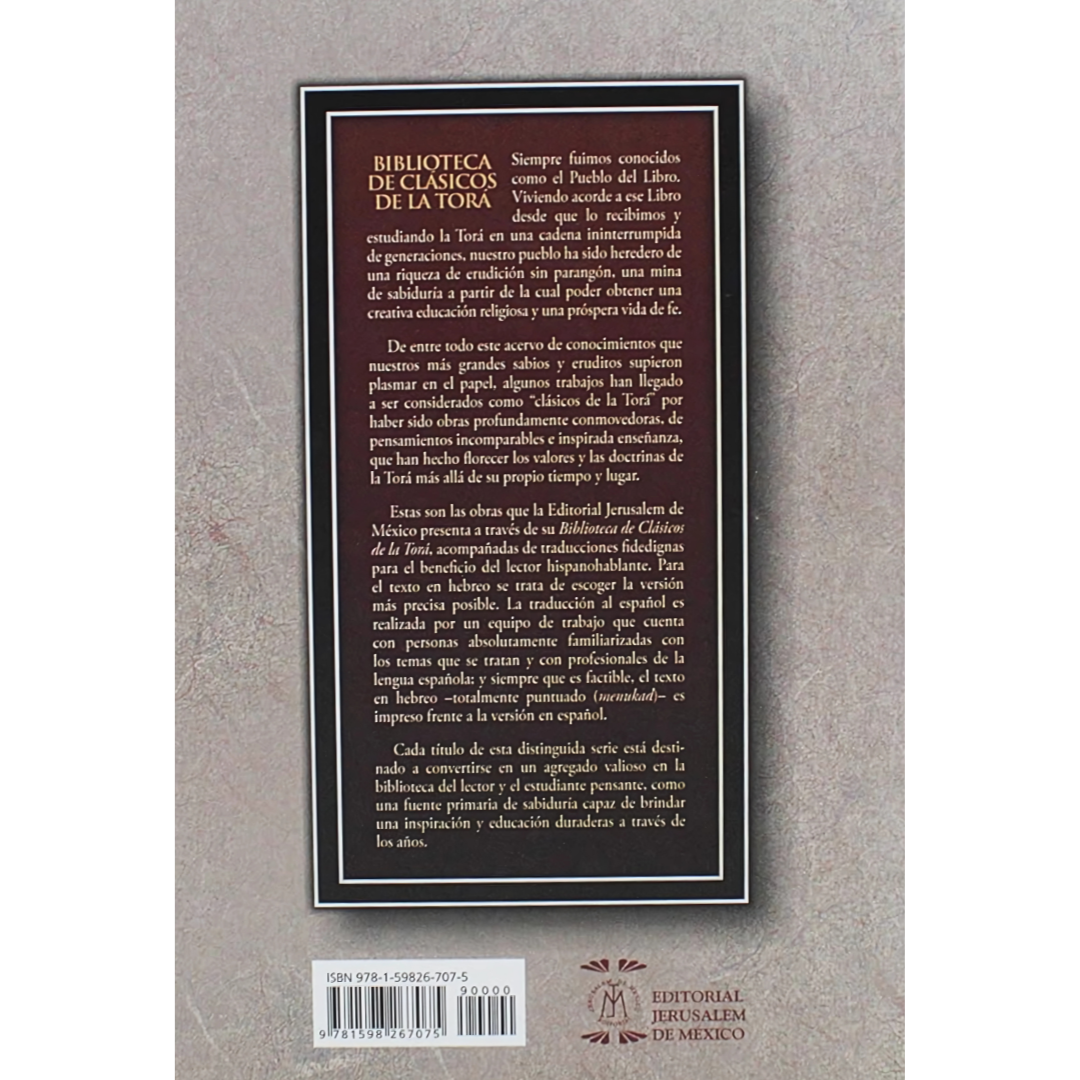 BIBLIOTECA
DE CLÁSICOS
DE LA TORÁ
Siempre fuimos conocidos
como el Pueblo del Libro.
Viviendo acorde a ese Libro
desde que lo recibimos y
estudiando la Torá en una cadena ininterrumpida
de generaciones, nuestro pueblo ha sido heredero de
una riqueza de erudición sin parangón, una mina
de sabiduría a partir de la cual poder obtener una
creativa educación religiosa y una próspera vida de fe.
De entre todo este acervo de conocimientos que
nuestros más grandes sabios y eruditos supieron
plasmar en el papel, algunos trabajos han llegado
a ser considerados como “clásicos de la Torá” por
haber sido obras profundamente conmovedoras, de
pensamientos incomparables e inspirada enseñanza,
que han hecho florecer los valores y las doctrinas de
la Torá más allá de su propio tiempo y lugar.
Estas son las obras que la Editorial Jerusalem de
México presenta a través de su Biblioteca de Clásicos
de la Torá, acompañadas de traducciones fidedignas
para el beneficio del lector hispanohablante. Para
el texto en hebreo se trata de escoger la versión
más precisa posible. La traducción al español es
realizada por un equipo de trabajo que cuenta
con personas absolutamente familiarizadas con
los temas que se tratan y con profesionales de la
lengua española; y siempre que es factible, el texto
en hebreo –totalmente puntuado (menukad)– es
impreso frente a la versión en español.
Cada título de esta distinguida serie está desti-
nado a convertirse en un agregado valioso en la
biblioteca del lector y el estudiante pensante, como
una fuente primaria de sabiduría capaz de brindar
una inspiración y educación duraderas a través de
los años.
ISBN 978-1-59826-707-5
90000
9 781598 267075
EDITORIAL
JERUSALEM
DE MEXICO